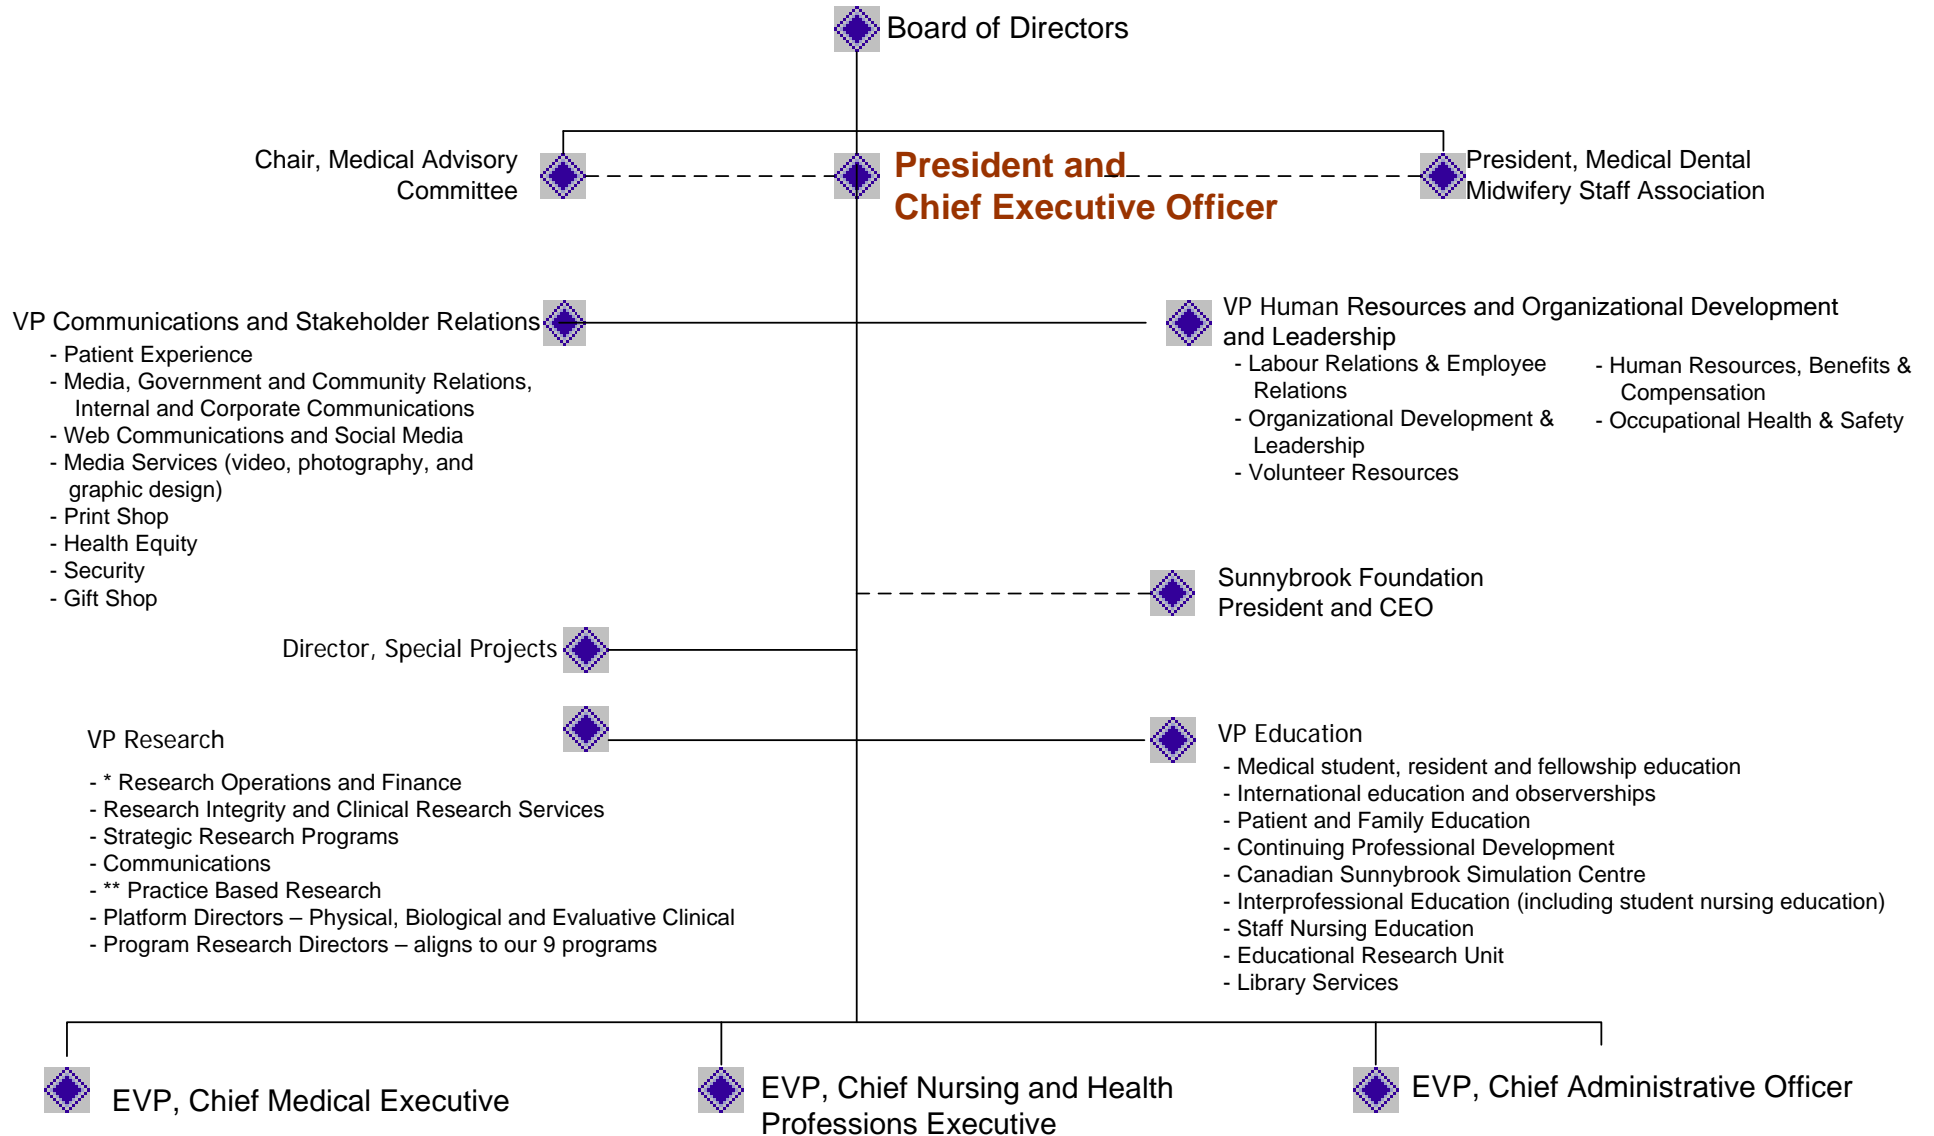 Board of Directors
Chair, Medical Advisory
Committee
President and
Chief Executive Officer
President, Medical Dental
Midwifery Staff Association
VP Communications and Stakeholder Relations
- Patient Experience
- Media, Government and Community Relations,
Internal and Corporate Communications
- Web Communications and Social Media
- Media Services (video, photography, and
graphic design)
- Print Shop
- Health Equity
- Security
- Gift Shop
VP Human Resources and Organizational Development
and Leadership
- Labour Relations & Employee
Relations
- Organizational Development &
Leadership
- Volunteer Resources
- Human Resources, Benefits &
Compensation
- Occupational Health & Safety
Sunnybrook Foundation
President and CEO
Director, Special Projects
VP Research
- * Research Operations and Finance
- Research Integrity and Clinical Research Services
- Strategic Research Programs
- Communications
- ** Practice Based Research
- Platform Directors – Physical, Biological and Evaluative Clinical
- Program Research Directors – aligns to our 9 programs
VP Education
- Medical student, resident and fellowship education
- International education and observerships
- Patient and Family Education
- Continuing Professional Development
- Canadian Sunnybrook Simulation Centre
- Interprofessional Education (including student nursing education)
- Staff Nursing Education
- Educational Research Unit
- Library Services
EVP, Chief Medical Executive
EVP, Chief Nursing and Health
Professions Executive
EVP, Chief Administrative Officer